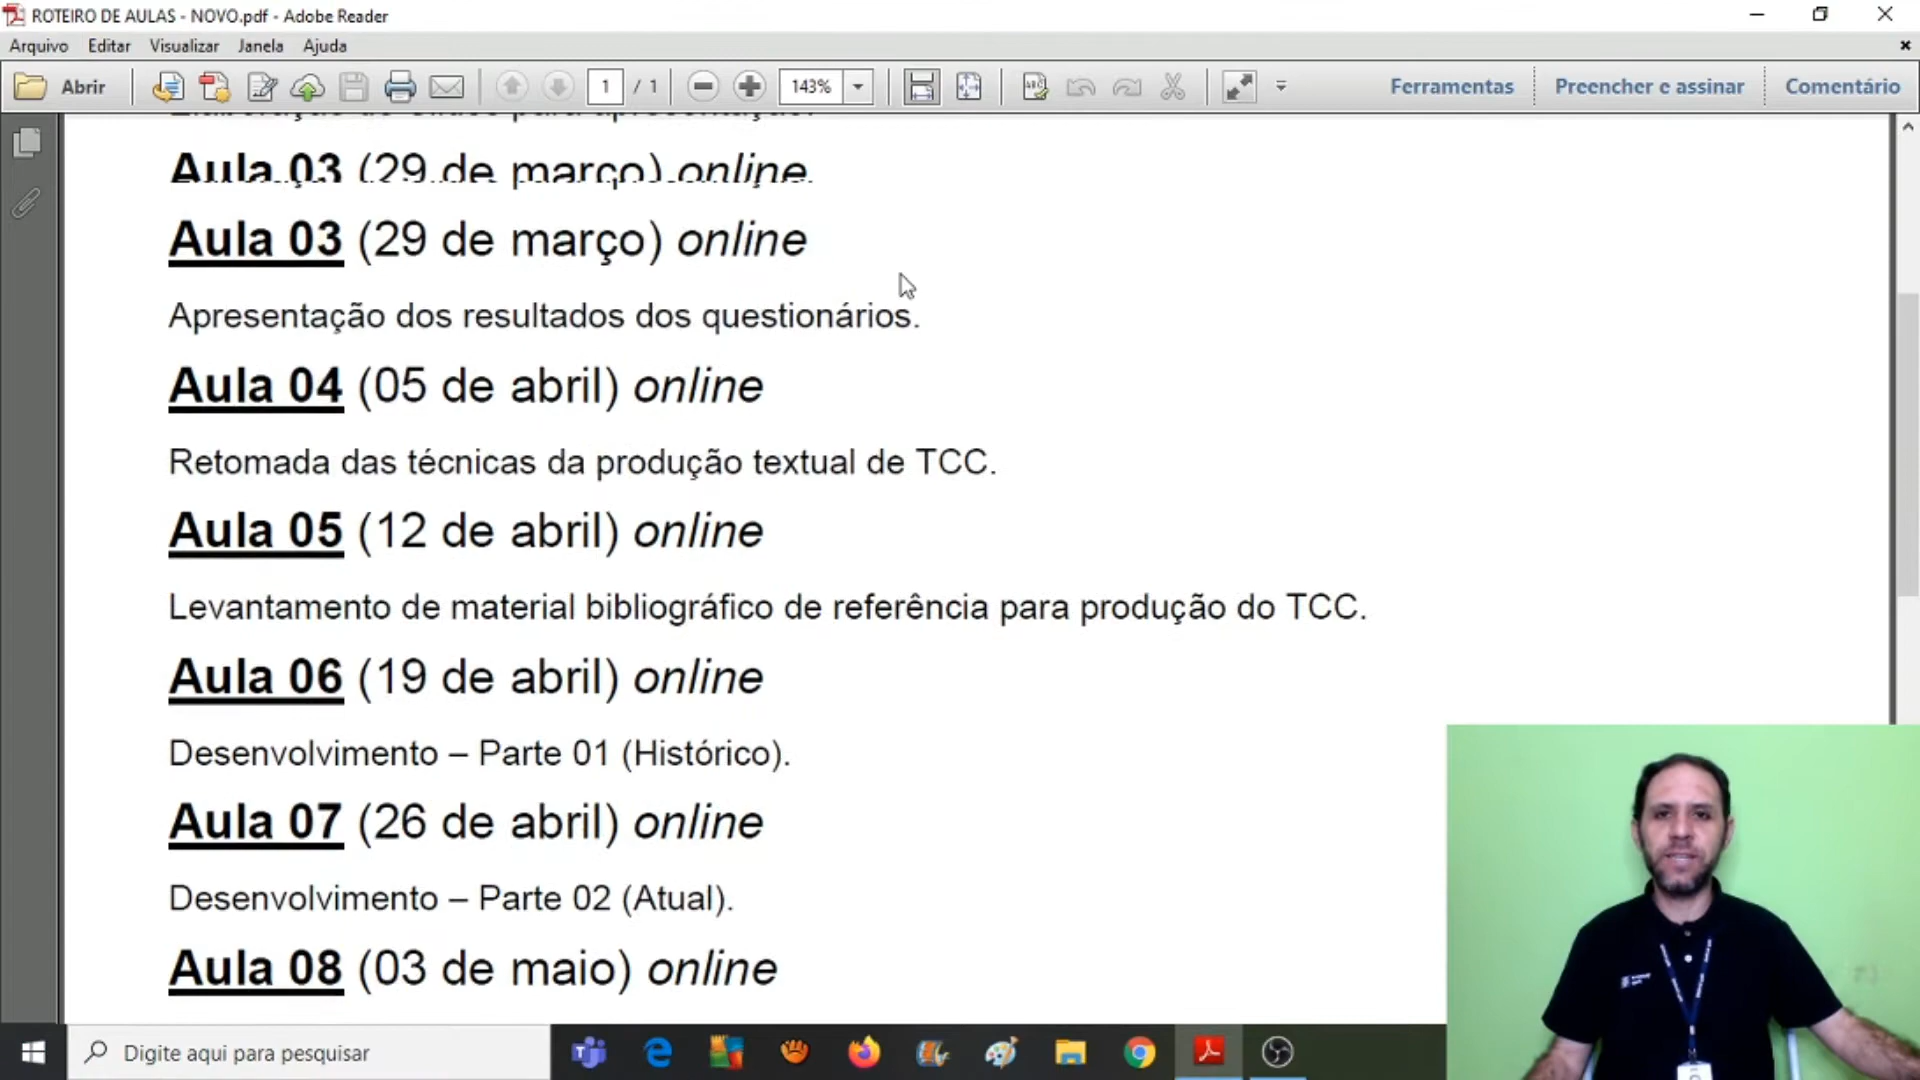 ROTEIRO DE AULAS - NOVO.pdf - Adobe Reader
Arquivo Editar Visualizar Janela Ajuda
Abrir 1 / 1 143% Ferramentas Preencher e assinar Comentário
Aula 03 (29 de março) online
Aula 03 (29 de março) online
Apresentação dos resultados dos questionários.
Aula 04 (05 de abril) online
Retomada das técnicas da produção textual de TCC.
Aula 05 (12 de abril) online
Levantamento de material bibliográfico de referência para produção do TCC.
Aula 06 (19 de abril) online
Desenvolvimento – Parte 01 (Histórico).
Aula 07 (26 de abril) online
Desenvolvimento – Parte 02 (Atual).
Aula 08 (03 de maio) online
Digite aqui para pesquisar